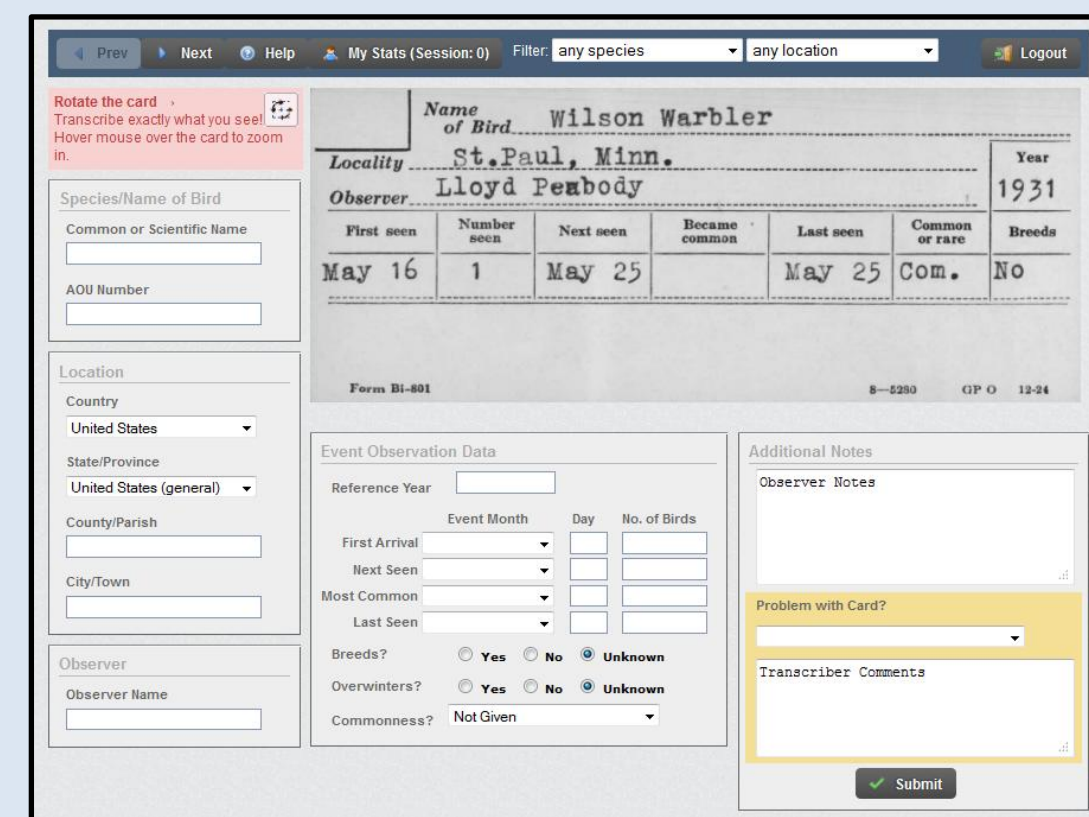 Prev Next Help My Stats (Session: 0) Filter: any species any location Logout
Rotate the card ›
Transcribe exactly what you see!
Hover mouse over the card to zoom
in.
Name
of Bird Wilson Warbler
Locality St.Paul, Minn.
Year
Observer Lloyd Peabody 1931
First seen Number seen Next seen Became common Last seen Common or rare Breeds
May 16 1 May 25 May 25 Com. No
Form Bi-801 8—5280 GPO 12-24
Species/Name of Bird
Common or Scientific Name
AOU Number
Location
Country
United States
State/Province
United States (general)
County/Parish
City/Town
Observer
Observer Name
Event Observation Data
Reference Year
Event Month Day No. of Birds
First Arrival
Next Seen
Most Common
Last Seen
Breeds? Yes No Unknown
Overwinters? Yes No Unknown
Commonness? Not Given
Additional Notes
Observer Notes
Problem with Card?
Transcriber Comments
Submit